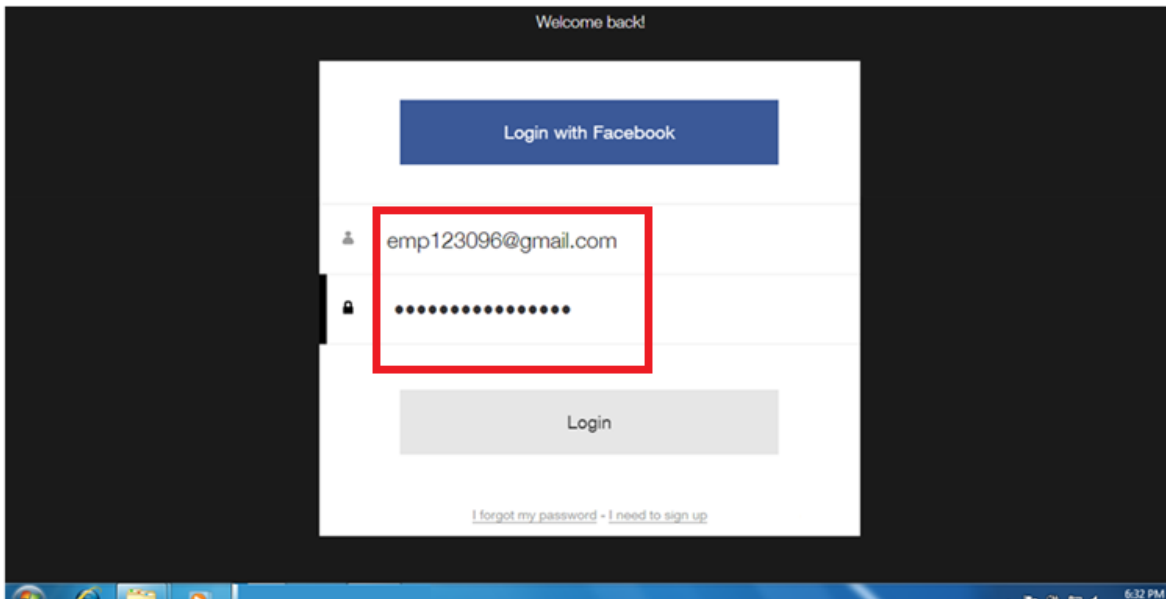 Welcome back!
Login with Facebook
emp123096@gmail.com
••••••••••••••••
Login
I forgot my password - I need to sign up
6:32 PM